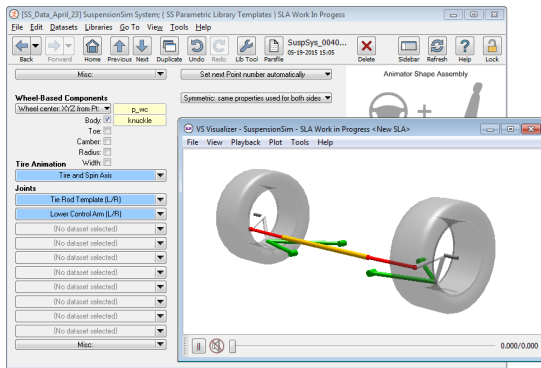 [SS_Data_April_23] SuspensionSim System; { SS Parametric Library Templates } SLA Work In Progess
File Edit Datasets Libraries Go To View Tools Help
Back Forward Home Previous Next Duplicate Undo Redo Lib Tool Parsfile SuspSys_0040... 05-19-2015 15:05 Delete Sidebar Refresh Help Lock
Misc: Set next Point number automatically Animator Shape Assembly
Wheel-Based Components Symmetric: same properties used for both sides
Wheel center: XYZ from Pt: p_wc
Body: knuckle
Toe:
Camber:
Radius:
Width:
Tire Animation
Tire and Spin Axis
Joints
Tie Rod Template (L/R)
Lower Control Arm (L/R)
(No dataset selected)
(No dataset selected)
(No dataset selected)
(No dataset selected)
(No dataset selected)
(No dataset selected)
(No dataset selected)
(No dataset selected)
Misc:
VS Visualizer - SuspensionSim - SLA Work in Progress <New SLA>
File View Playback Plot Tools Help
0.000/0.000